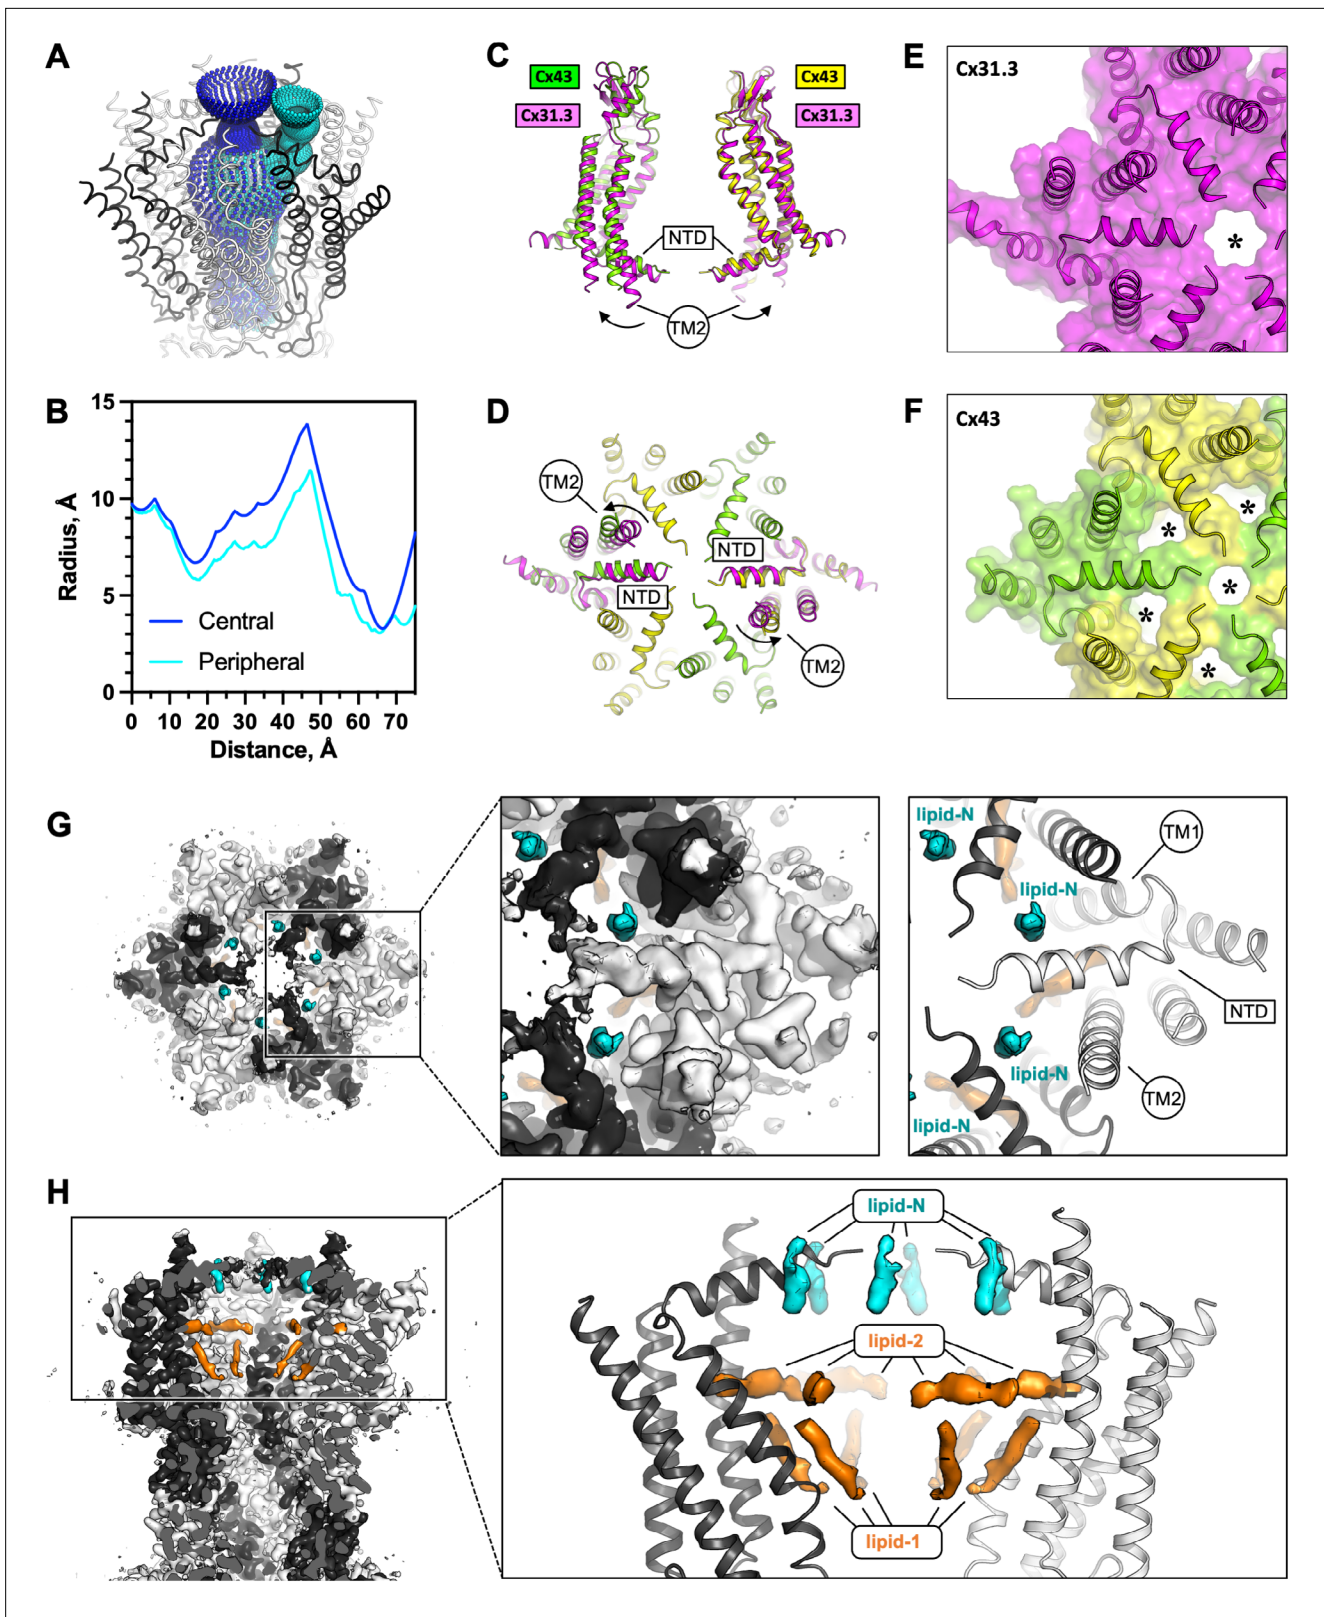 A
B
15
10
5
0
Radius, Å
Central
Peripheral
0 10 20 30 40 50 60 70
Distance, Å
C
Cx43
Cx31.3
Cx43
Cx31.3
NTD
TM2
D
TM2
NTD
NTD
TM2
E
Cx31.3
*
F
Cx43
*
*
*
*
*
G
lipid-N
lipid-N
lipid-N
lipid-N
TM1
NTD
TM2
H
lipid-N
lipid-2
lipid-1